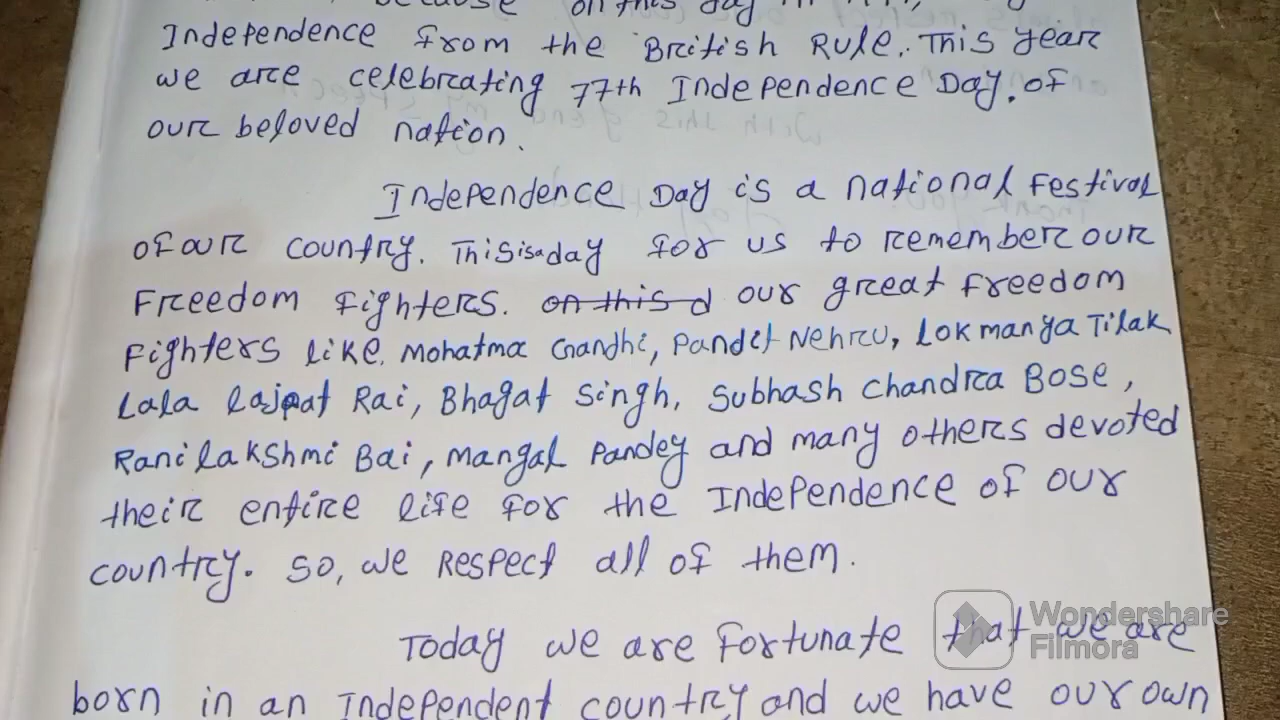 because on this day in
Independence from the British Rule. This year
we are celebrating 77th Independence Day. of
our beloved nation.
Independence Day is a national Festival
of our country. This is a day for us to remember our
Freedom Fighters. on this d our great freedom
Fighters like. Mohatma Gandhi, Pandit Nehru, Lokmanya Tilak
Lala Lajpat Rai, Bhagat Singh, Subhash Chandra Bose,
Rani Lakshmi Bai, Mangal Pandey and many others devoted
their entire life for the Independence of our
country. So, we Respect all of them.
Today we are Fortunate that we are
born in an Independent country and we have our own
Wondershare
Filmora